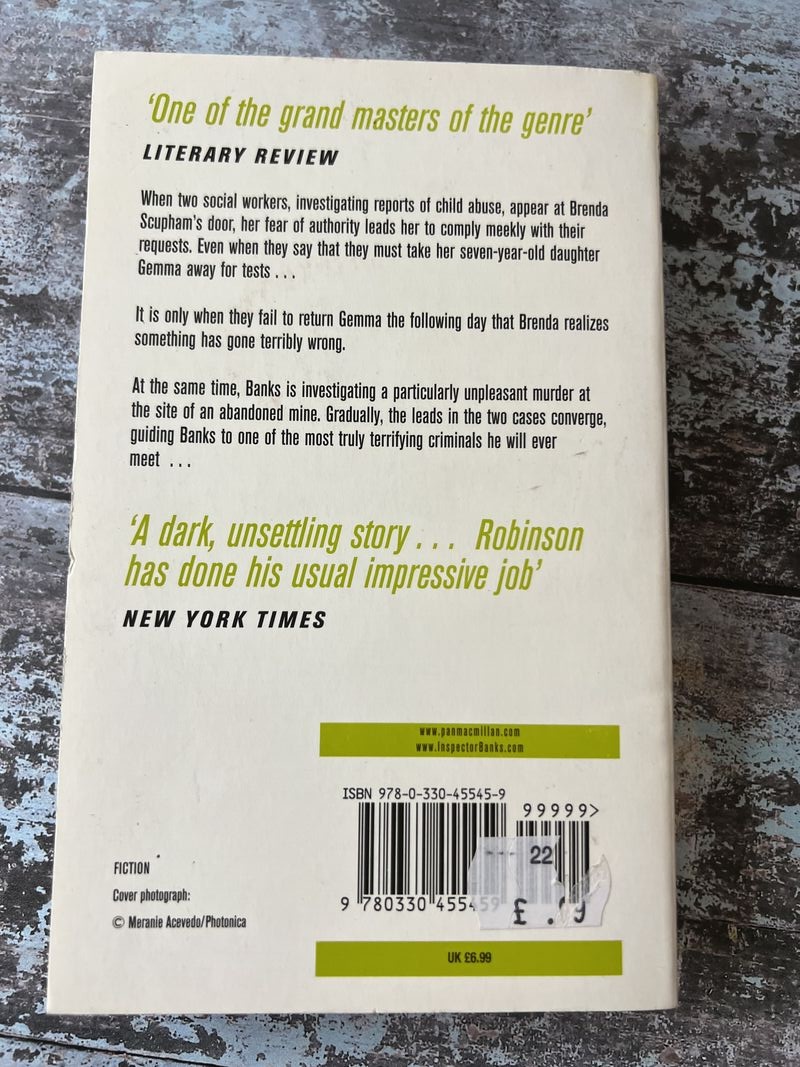 ‘One of the grand masters of the genre’
LITERARY REVIEW
When two social workers, investigating reports of child abuse, appear at Brenda
Scupham's door, her fear of authority leads her to comply meekly with their
requests. Even when they say that they must take her seven-year-old daughter
Gemma away for tests . . .
It is only when they fail to return Gemma the following day that Brenda realizes
something has gone terribly wrong.
At the same time, Banks is investigating a particularly unpleasant murder at
the site of an abandoned mine. Gradually, the leads in the two cases converge,
guiding Banks to one of the most truly terrifying criminals he will ever
meet . . .
‘A dark, unsettling story . . . Robinson
has done his usual impressive job’
NEW YORK TIMES
www.panmacmillan.com
www.InspectorBanks.com
ISBN 978-0-330-45545-9
99999>
22
9 780330 455459
£ .99
FICTION
Cover photograph:
© Meranie Acevedo/Photonica
UK £6.99